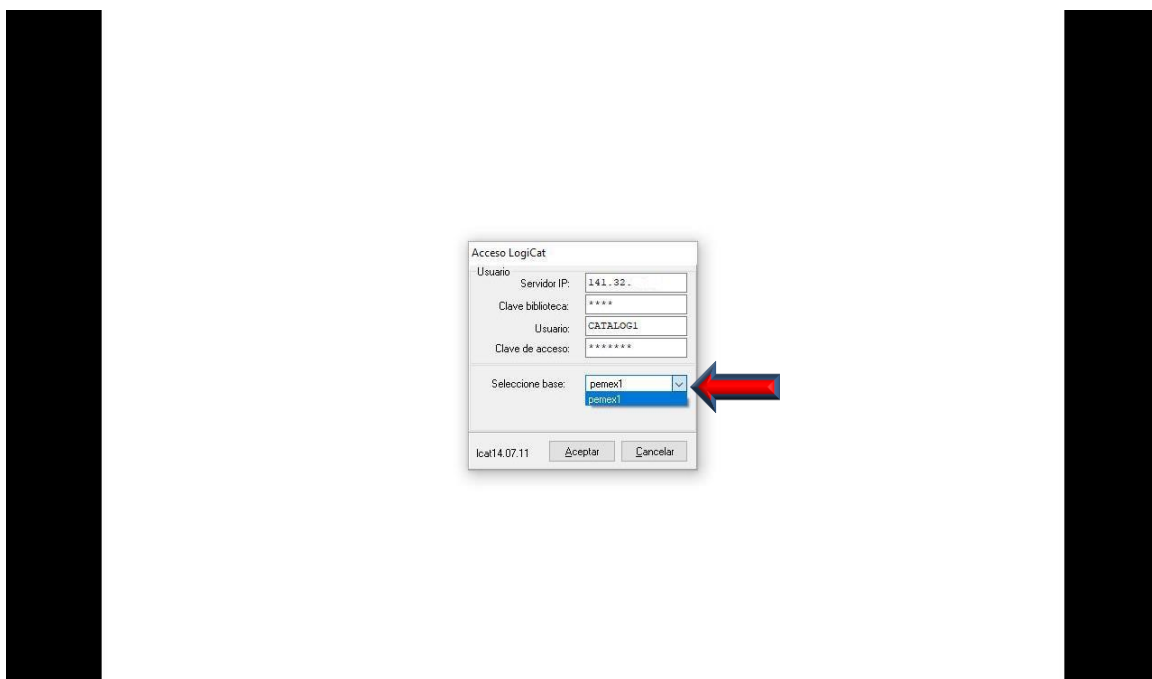 Acceso LogiCat
Usuario
Servidor IP: 141.32.
Clave biblioteca: ****
Usuario: CATALOG1
Clave de acceso: *******
Seleccione base: pemex1
pemex1
lcat14.07.11 Aceptar Cancelar